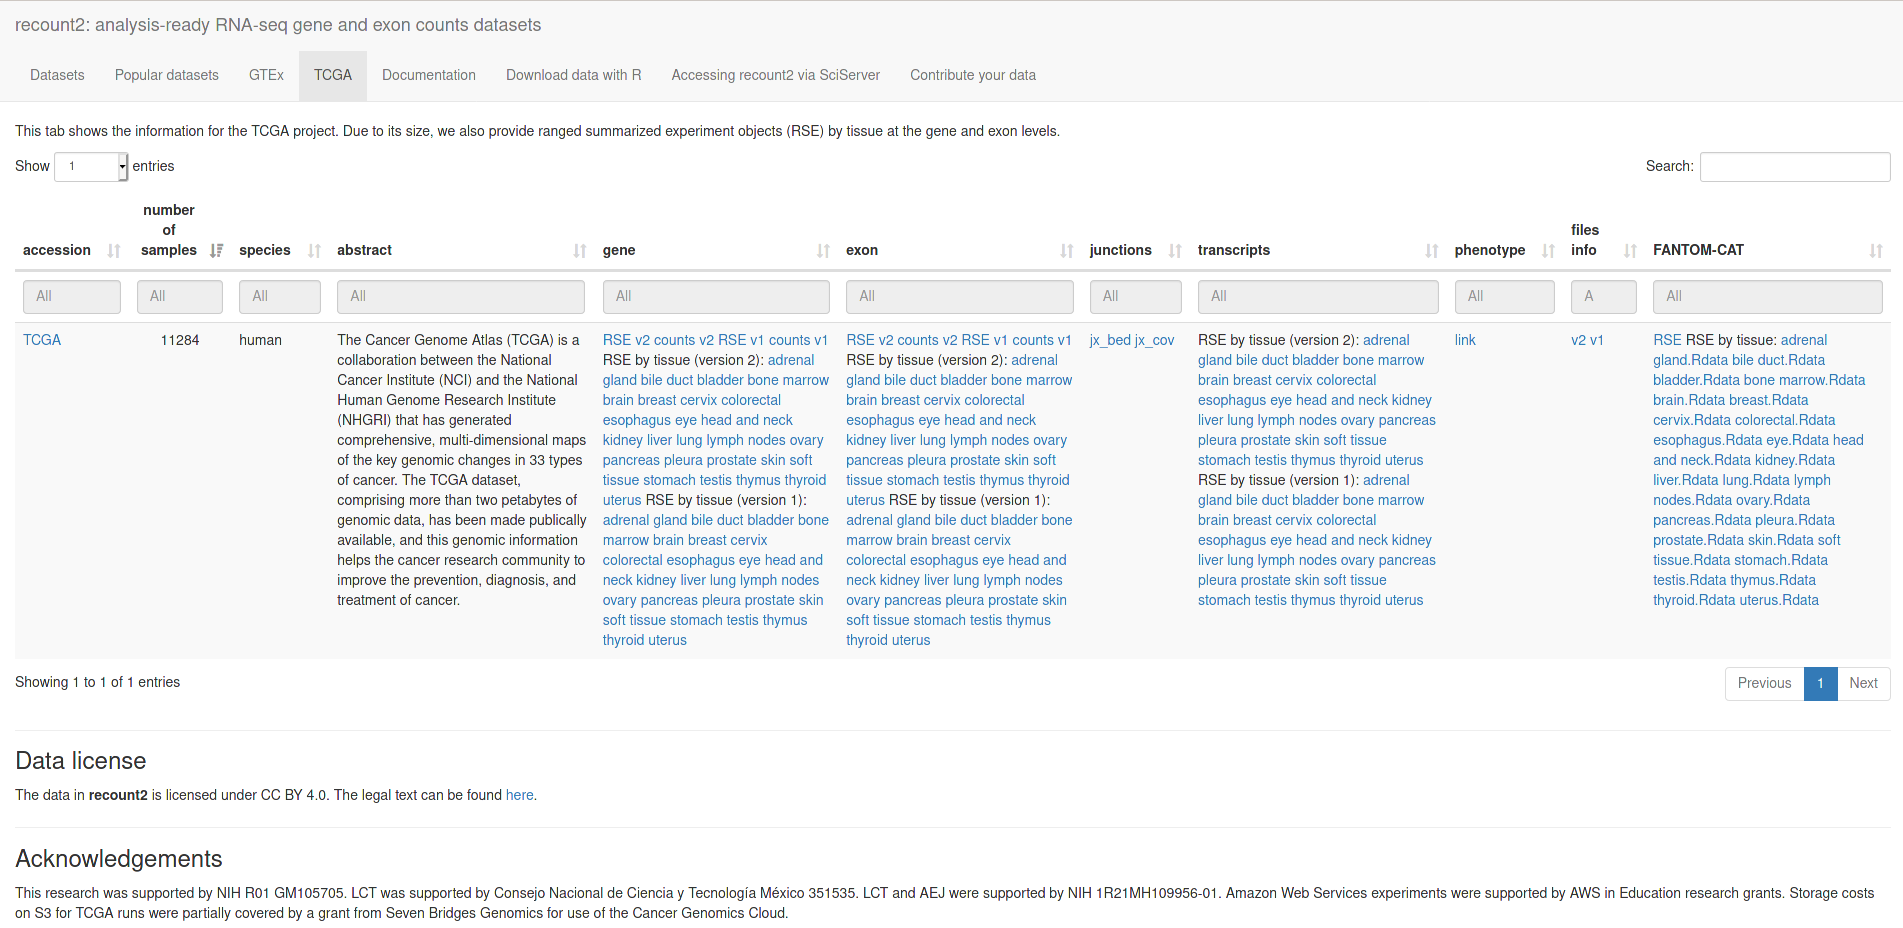 recount2: analysis-ready RNA-seq gene and exon counts datasets
Datasets Popular datasets GTEx TCGA Documentation Download data with R Accessing recount2 via SciServer Contribute your data
This tab shows the information for the TCGA project. Due to its size, we also provide ranged summarized experiment objects (RSE) by tissue at the gene and exon levels.
Show 1 entries
Search:
accession
number
of
samples
species
abstract
gene
exon
junctions
transcripts
phenotype
files
info
FANTOM-CAT
All All All All All All All All All A All
TCGA
11284
human
The Cancer Genome Atlas (TCGA) is a
collaboration between the National
Cancer Institute (NCI) and the National
Human Genome Research Institute
(NHGRI) that has generated
comprehensive, multi-dimensional maps
of the key genomic changes in 33 types
of cancer. The TCGA dataset,
comprising more than two petabytes of
genomic data, has been made publically
available, and this genomic information
helps the cancer research community to
improve the prevention, diagnosis, and
treatment of cancer.
RSE v2 counts v2 RSE v1 counts v1
RSE by tissue (version 2): adrenal
gland bile duct bladder bone marrow
brain breast cervix colorectal
esophagus eye head and neck
kidney liver lung lymph nodes ovary
pancreas pleura prostate skin soft
tissue stomach testis thymus thyroid
uterus RSE by tissue (version 1):
adrenal gland bile duct bladder bone
marrow brain breast cervix
colorectal esophagus eye head and
neck kidney liver lung lymph nodes
ovary pancreas pleura prostate skin
soft tissue stomach testis thymus
thyroid uterus
RSE v2 counts v2 RSE v1 counts v1
RSE by tissue (version 2): adrenal
gland bile duct bladder bone marrow
brain breast cervix colorectal
esophagus eye head and neck
kidney liver lung lymph nodes ovary
pancreas pleura prostate skin soft
tissue stomach testis thymus thyroid
uterus RSE by tissue (version 1):
adrenal gland bile duct bladder bone
marrow brain breast cervix
colorectal esophagus eye head and
neck kidney liver lung lymph nodes
ovary pancreas pleura prostate skin
soft tissue stomach testis thymus
thyroid uterus
jx_bed jx_cov
RSE by tissue (version 2): adrenal
gland bile duct bladder bone marrow
brain breast cervix colorectal
esophagus eye head and neck kidney
liver lung lymph nodes ovary pancreas
pleura prostate skin soft tissue
stomach testis thymus thyroid uterus
RSE by tissue (version 1): adrenal
gland bile duct bladder bone marrow
brain breast cervix colorectal
esophagus eye head and neck kidney
liver lung lymph nodes ovary pancreas
pleura prostate skin soft tissue
stomach testis thymus thyroid uterus
link
v2 v1
RSE RSE by tissue: adrenal
gland.Rdata bile duct.Rdata
bladder.Rdata bone marrow.Rdata
brain.Rdata breast.Rdata
cervix.Rdata colorectal.Rdata
esophagus.Rdata eye.Rdata head
and neck.Rdata kidney.Rdata
liver.Rdata lung.Rdata lymph
nodes.Rdata ovary.Rdata
pancreas.Rdata pleura.Rdata
prostate.Rdata skin.Rdata soft
tissue.Rdata stomach.Rdata
testis.Rdata thymus.Rdata
thyroid.Rdata uterus.Rdata
Showing 1 to 1 of 1 entries
Previous 1 Next
Data license
The data in recount2 is licensed under CC BY 4.0. The legal text can be found here.
Acknowledgements
This research was supported by NIH R01 GM105705. LCT was supported by Consejo Nacional de Ciencia y Tecnología México 351535. LCT and AEJ were supported by NIH 1R21MH109956-01. Amazon Web Services experiments were supported by AWS in Education research grants. Storage costs
on S3 for TCGA runs were partially covered by a grant from Seven Bridges Genomics for use of the Cancer Genomics Cloud.